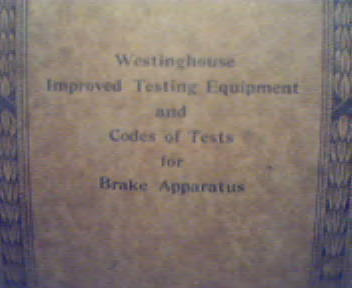 Westinghouse
Improved Testing Equipment
and
Codes of Tests
for
Brake Apparatus